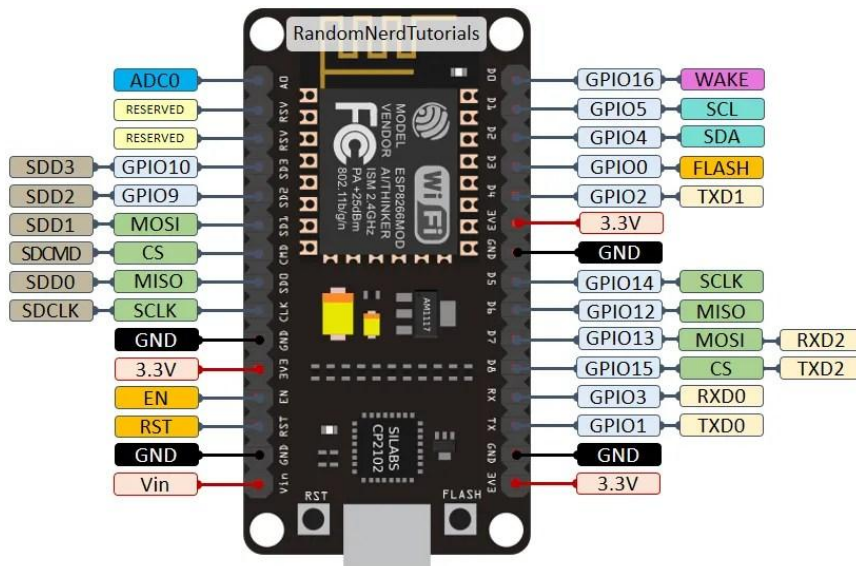 RandomNerdTutorials
ADC0
RESERVED
RESERVED
SDD3 GPIO10
SDD2 GPIO9
SDD1 MOSI
SDCMD CS
SDD0 MISO
SDCLK SCLK
GND
3.3V
EN
RST
GND
Vin
A0
RSV
RSV
SD3
SD2
SD1
CMD
SD0
CLK
GND
3V3
EN
RST
GND
Vin
MODEL
VENDOR
ESP8266MOD
AI/THINKER
ISM 2.4GHz
PA +25dBm
802.11b/g/n
FC
Wi Fi
AM1117
SILABS
CP2102
RST
FLASH
D0
D1
D2
D3
D4
3V3
GND
D5
D6
D7
D8
RX
TX
GND
3V3
GPIO16 WAKE
GPIO5 SCL
GPIO4 SDA
GPIO0 FLASH
GPIO2 TXD1
3.3V
GND
GPIO14 SCLK
GPIO12 MISO
GPIO13 MOSI RXD2
GPIO15 CS TXD2
GPIO3 RXD0
GPIO1 TXD0
GND
3.3V